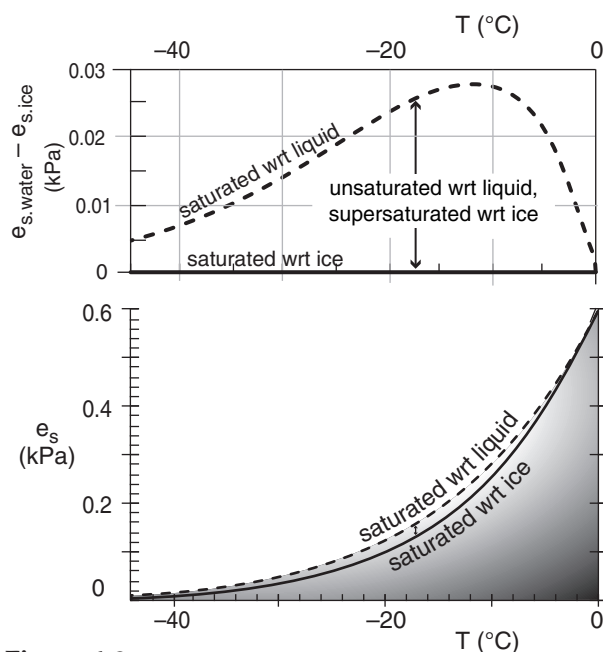 T (°C)
−40 −20 0
0.03
0.02
0.01
0
e_s.water − e_s.ice
(kPa)
saturated wrt liquid
unsaturated wrt liquid,
supersaturated wrt ice
saturated wrt ice
0.6
0.4
0.2
0
e_s
(kPa)
saturated wrt liquid
saturated wrt ice
−40 −20 0
T (°C)